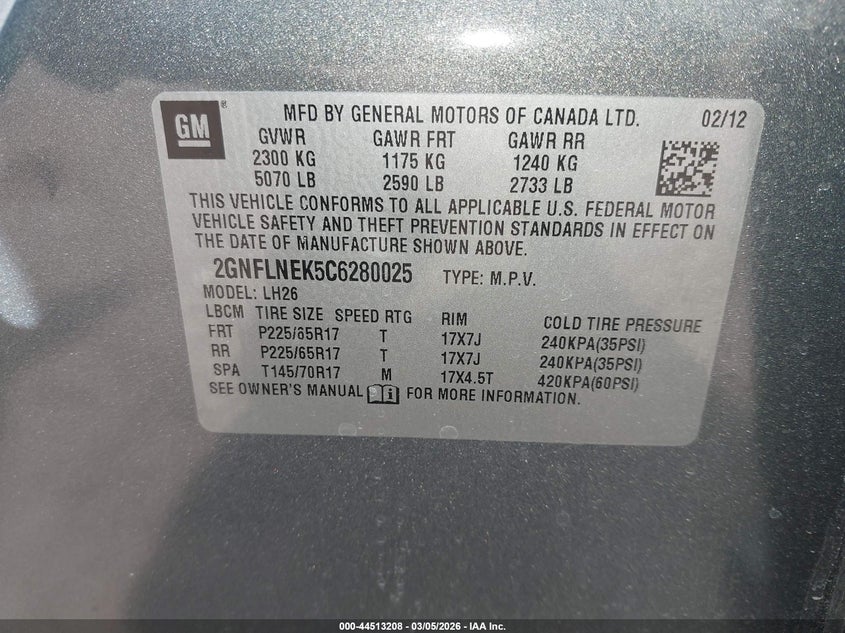 GM ® MFD BY GENERAL MOTORS OF CANADA LTD. 02/12
GVWR GAWR FRT GAWR RR
2300 KG 1175 KG 1240 KG
5070 LB 2590 LB 2733 LB
THIS VEHICLE CONFORMS TO ALL APPLICABLE U.S. FEDERAL MOTOR
VEHICLE SAFETY AND THEFT PREVENTION STANDARDS IN EFFECT ON
THE DATE OF MANUFACTURE SHOWN ABOVE.
2GNFLNEK5C6280025 TYPE: M.P.V.
MODEL: LH26
LBCM TIRE SIZE SPEED RTG RIM COLD TIRE PRESSURE
FRT P225/65R17 T 17X7J 240KPA(35PSI)
RR P225/65R17 T 17X7J 240KPA(35PSI)
SPA T145/70R17 M 17X4.5T 420KPA(60PSI)
SEE OWNER'S MANUAL i FOR MORE INFORMATION.
000-44513208 - 03/05/2026 - IAA Inc.